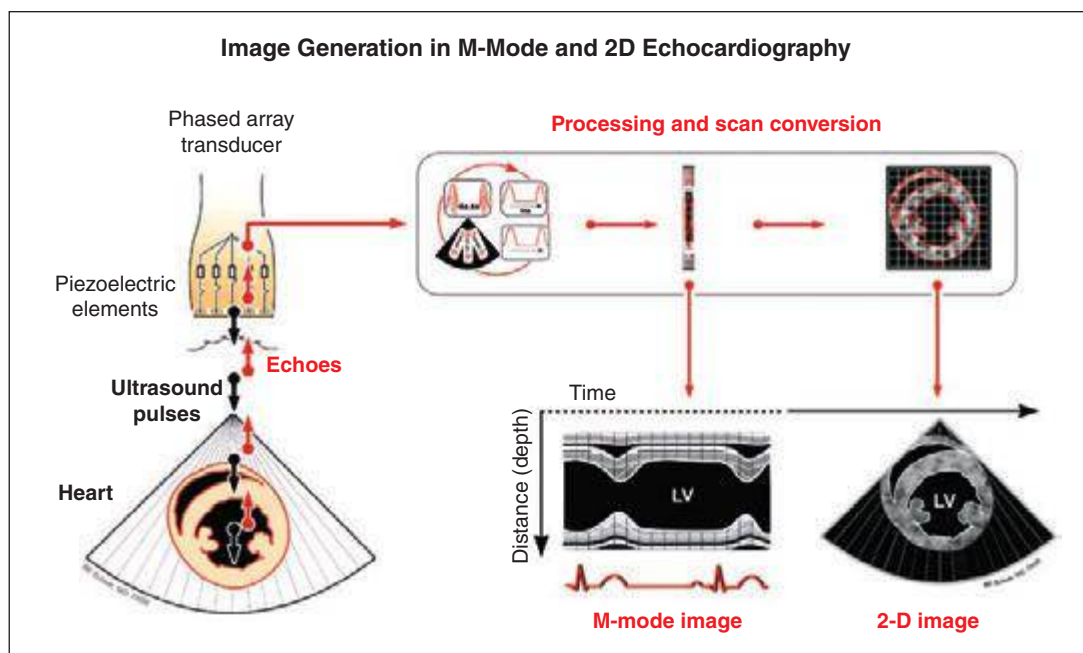 Image Generation in M-Mode and 2D Echocardiography
Phased array
transducer
Processing and scan conversion
Piezoelectric
elements
Echoes
Ultrasound
pulses
Heart
Time
Distance (depth)
LV
LV
M-mode image
2-D image